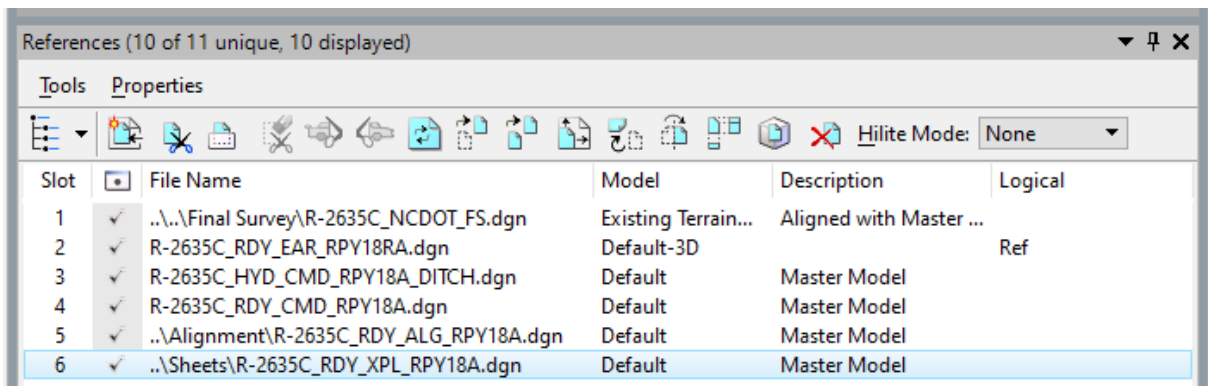 References (10 of 11 unique, 10 displayed)
Tools Properties
Hilite Mode: None
Slot File Name Model Description Logical
1 ..\..\Final Survey\R-2635C_NCDOT_FS.dgn Existing Terrain... Aligned with Master ...
2 R-2635C_RDY_EAR_RPY18RA.dgn Default-3D Ref
3 R-2635C_HYD_CMD_RPY18A_DITCH.dgn Default Master Model
4 R-2635C_RDY_CMD_RPY18A.dgn Default Master Model
5 ..\Alignment\R-2635C_RDY_ALG_RPY18A.dgn Default Master Model
6 ..\Sheets\R-2635C_RDY_XPL_RPY18A.dgn Default Master Model